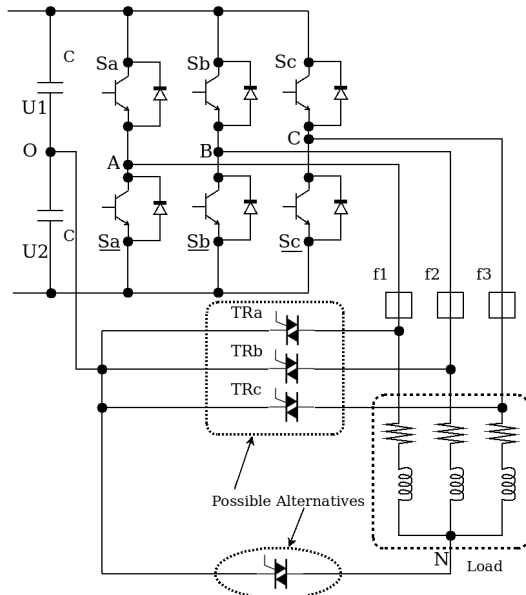 C
Sa
Sb
Sc
U1
O
A
B
C
C
U2
Sa
Sb
Sc
f1
f2
f3
TRa
TRb
TRc
Possible Alternatives
N
Load